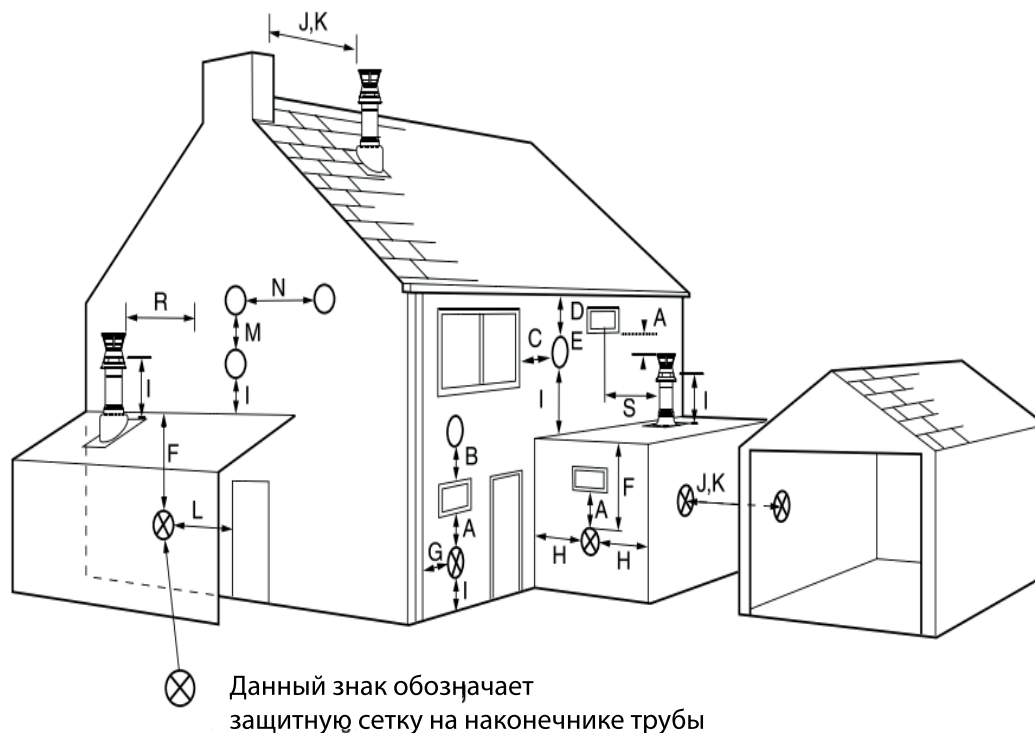 J,K
R
N
M
I
I
F
L
D
E
C
A
I
S
I
B
A
G
I
A
F
H
H
J,K
Данный знак обозначает
защитную сетку на наконечнике трубы